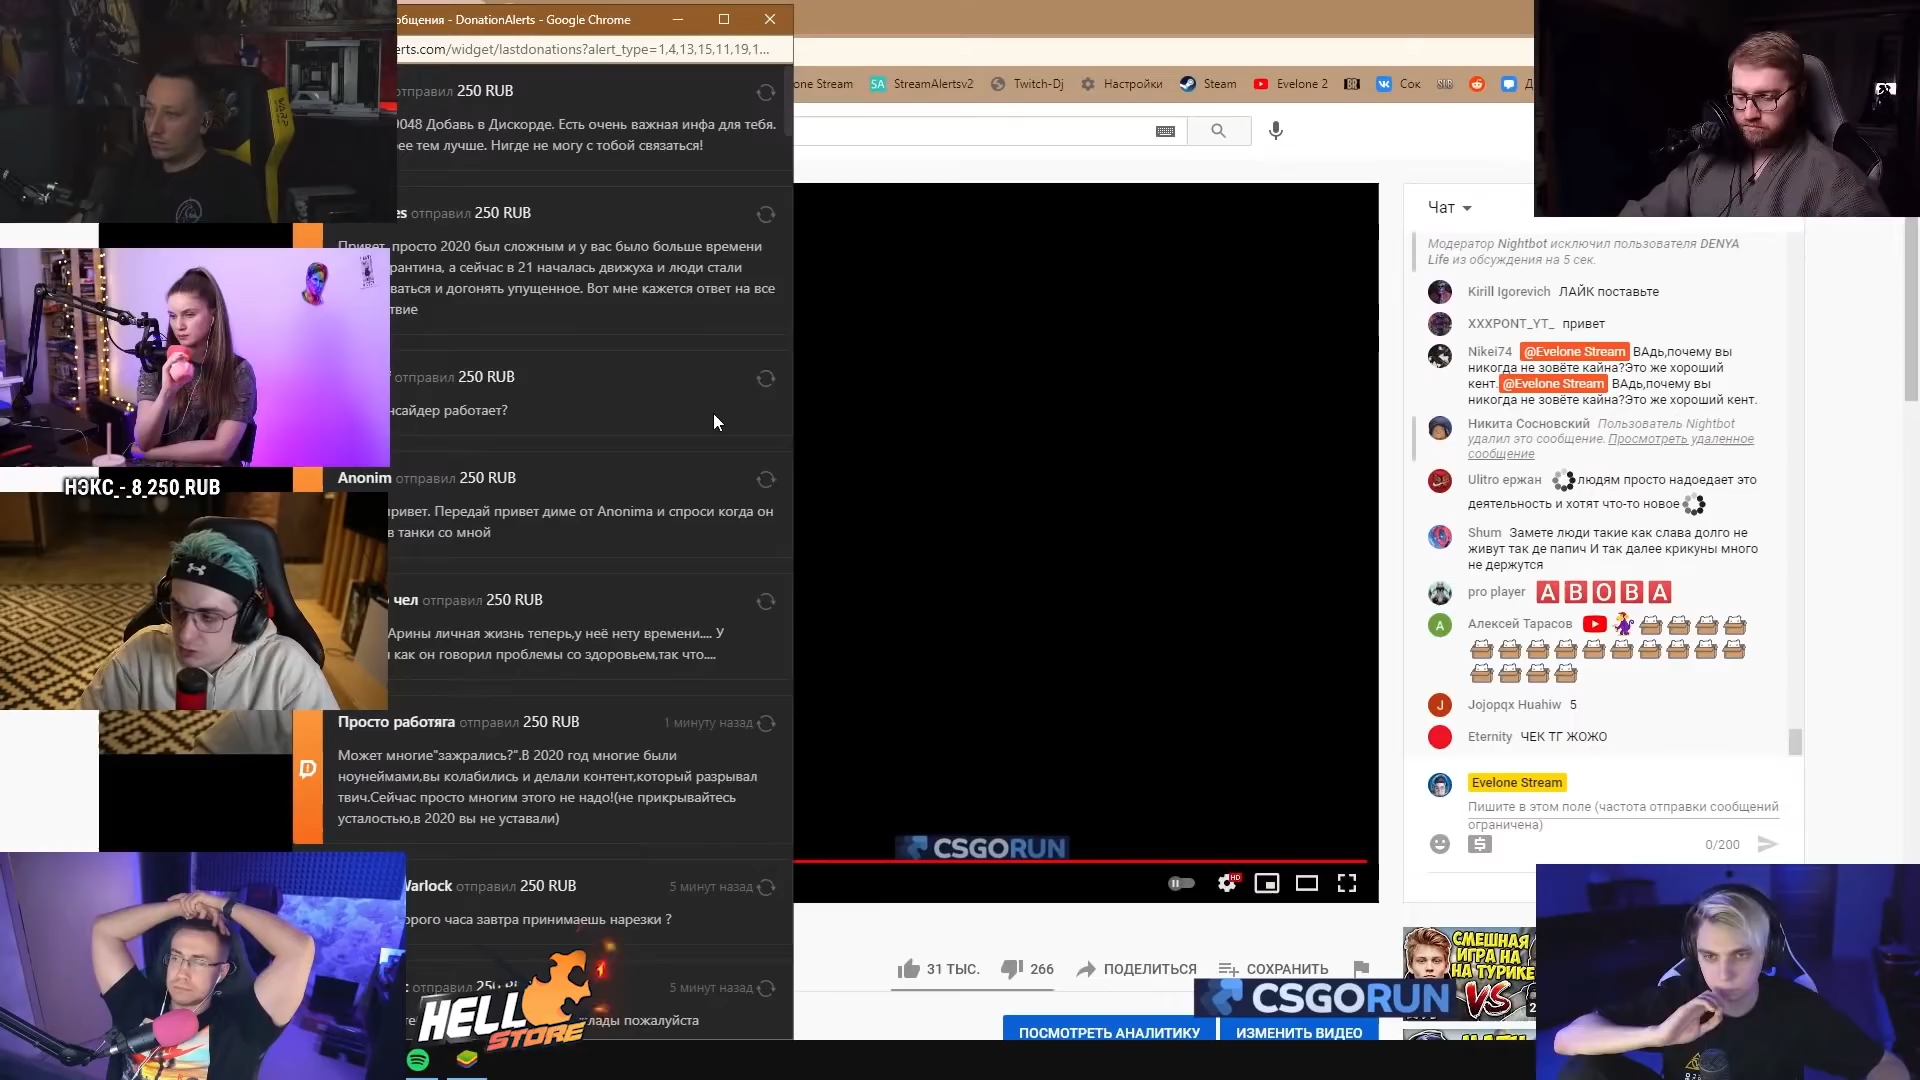 общения - DonationAlerts - Google Chrome
erts.com/widget/lastdonations?alert_type=1,4,13,15,11,19,1...
отправил 250 RUB
9048 Добавь в Дискорде. Есть очень важная инфа для тебя.
ее тем лучше. Нигде не могу с тобой связаться!
es отправил 250 RUB
Привет, просто 2020 был сложным и у вас было больше времени
рантина, а сейчас в 21 началась движуха и люди стали
ваться и догонять упущенное. Вот мне кажется ответ на все
твие
отправил 250 RUB
нсайдер работает?
Anonim отправил 250 RUB
ривет. Передай привет диме от Anonima и спроси когда он
в танки со мной
чел отправил 250 RUB
Арины личная жизнь теперь,у неё нету времени.... У
как он говорил проблемы со здоровьем,так что....
Просто работяга отправил 250 RUB 1 минуту назад
Может многие"зажрались?".В 2020 год многие были
ноунеймами,вы колабились и делали контент,который разрывал
твич.Сейчас просто многим этого не надо!(не прикрывайтесь
усталостью,в 2020 вы не уставали)
Warlock отправил 250 RUB 5 минут назад
орого часа завтра принимаешь нарезки ?
отправил 250 RUB 5 минут назад
лады пожалуйста
НЭКС_-_8_250_RUB
HELL
STORE
one Stream
SA StreamAlertsv2
Twitch-Dj
Настройки
Steam
Evelone 2
BR
Сок
SLB
Д
CSGORUN
31 ТЫС.
266
ПОДЕЛИТЬСЯ
СОХРАНИТЬ
CSGORUN
ПОСМОТРЕТЬ АНАЛИТИКУ
ИЗМЕНИТЬ ВИДЕО
HD
Чат
Модератор Nightbot исключил пользователя DENYA
Life из обсуждения на 5 сек.
Kirill Igorevich ЛАЙК поставьте
XXXPONT_YT_ привет
Nikei74 @Evelone Stream ВАдь,почему вы
никогда не зовёте кайна?Это же хороший
кент.@Evelone Stream ВАдь,почему вы
никогда не зовёте кайна?Это же хороший кент.
Никита Сосновский Пользователь Nightbot
удалил это сообщение. Просмотреть удаленное
сообщение
Ulitro ержан людям просто надоедает это
деятельность и хотят что-то новое
Shum Замете люди такие как слава долго не
живут так де папич И так далее крикуны много
не держутся
pro player A B O B A
А Алексей Тарасов
J Jojopqx Huahiw 5
Eternity ЧЕК ТГ ЖОЖО
Evelone Stream
Пишите в этом поле (частота отправки сообщений
ограничена)
0/200
СМЕШНАЯ
ИГРА НА
НА ТУРИКЕ
VS
WARP